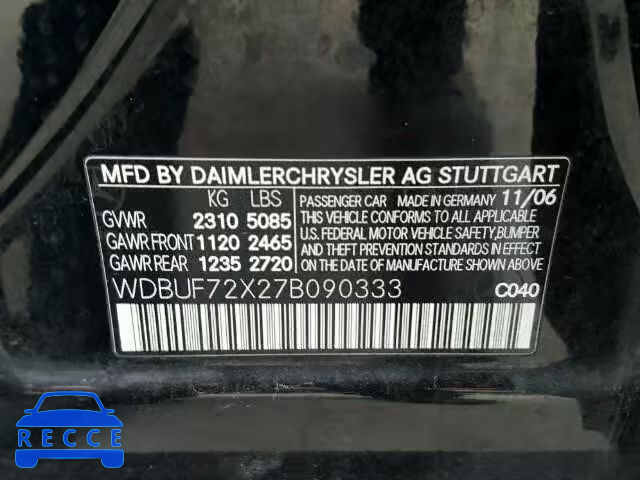 MFD BY DAIMLERCHRYSLER AG STUTTGART
KG LBS
GVWR 2310 5085
GAWR FRONT 1120 2465
GAWR REAR 1235 2720
PASSENGER CAR MADE IN GERMANY 11/06
THIS VEHICLE CONFORMS TO ALL APPLICABLE
U.S. FEDERAL MOTOR VEHICLE SAFETY,BUMPER
AND THEFT PREVENTION STANDARDS IN EFFECT
ON THE DATE OF MANUFACTURE SHOWN ABOVE
WDBUF72X27B090333 C040
RECCE